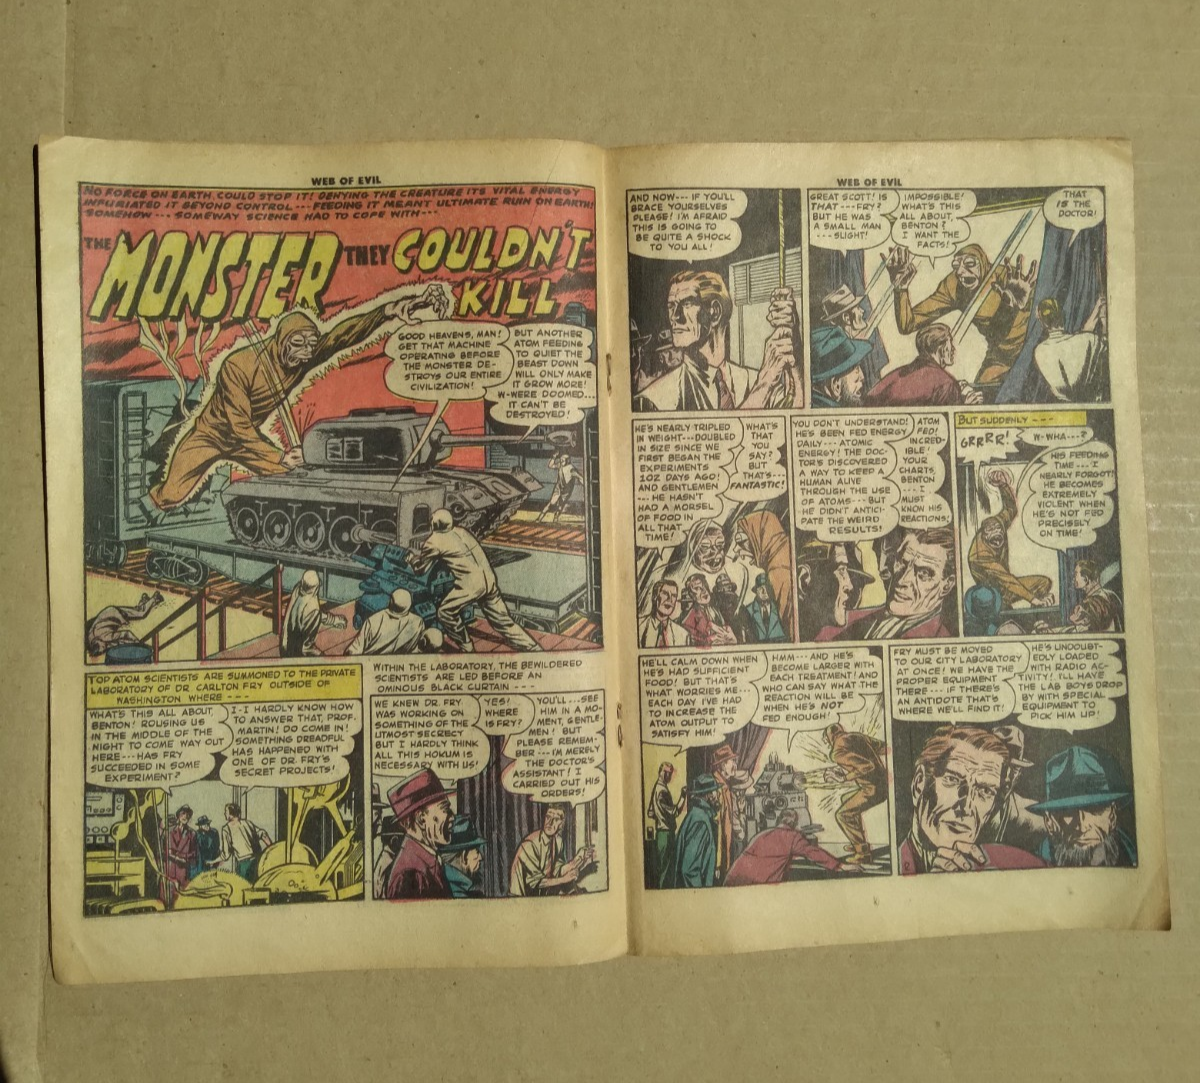 WEB OF EVIL
NO FORCE ON EARTH COULD STOP IT! DENYING THE CREATURE ITS VITAL ENERGY
INFURIATED IT BEYOND CONTROL --- FEEDING IT MEANT ULTIMATE RUIN ON EARTH!
SOMEHOW --- SOMEWAY SCIENCE HAD TO COPE WITH---
THE MONSTER THEY COULDN'T
KILL
GOOD HEAVENS, MAN!
GET THAT MACHINE
OPERATING BEFORE
THE MONSTER DE-
STROYS OUR ENTIRE
CIVILIZATION!
BUT ANOTHER
ATOM FEEDING
TO QUIET THE
BEAST DOWN
WILL ONLY MAKE
IT GROW MORE!
W-WERE DOOMED...
IT CAN'T BE
DESTROYED!
TOP ATOM SCIENTISTS ARE SUMMONED TO THE PRIVATE
LABORATORY OF DR. CARLTON FRY OUTSIDE OF
WASHINGTON WHERE ---
WHAT'S THIS ALL ABOUT,
BENTON? ROUSING US
IN THE MIDDLE OF THE
NIGHT TO COME WAY OUT
HERE---HAS FRY
SUCCEEDED IN SOME
EXPERIMENT?
I-I HARDLY KNOW HOW
TO ANSWER THAT, PROF.
MARTIN! DO COME IN!
SOMETHING DREADFUL
HAS HAPPENED WITH
ONE OF DR. FRY'S
SECRET PROJECTS!
WITHIN THE LABORATORY, THE BEWILDERED
SCIENTISTS ARE LED BEFORE AN
OMINOUS BLACK CURTAIN ---
WE KNEW DR. FRY
WAS WORKING ON
SOMETHING OF THE
UTMOST SECRECY
BUT I HARDLY THINK
ALL THIS HOKUM IS
NECESSARY WITH US!
YES!
WHERE
IS FRY?
YOU'LL...SEE
HIM IN A MO-
MENT, GENTLE-
MEN! BUT
PLEASE REMEM-
BER ---I'M MERELY
THE DOCTOR'S
ASSISTANT! I
CARRIED OUT HIS
ORDERS!
WEB OF EVIL
AND NOW--- IF YOU'LL
BRACE YOURSELVES
PLEASE! I'M AFRAID
THIS IS GOING TO
BE QUITE A SHOCK
TO YOU ALL!
GREAT SCOTT! IS
THAT ---FRY?
BUT HE WAS
A SMALL MAN
---SLIGHT!
IMPOSSIBLE!
WHAT'S THIS
ALL ABOUT,
BENTON?
I WANT THE
FACTS!
THAT
IS THE
DOCTOR!
HE'S NEARLY TRIPLED
IN WEIGHT---DOUBLED
IN SIZE SINCE WE
FIRST BEGAN THE
EXPERIMENTS
102 DAYS AGO!
AND GENTLEMEN
--- HE HASN'T
HAD A MORSEL
OF FOOD IN
ALL THAT
TIME!
WHAT'S
THAT
YOU
SAY?
BUT
THAT'S---
FANTASTIC!
YOU DON'T UNDERSTAND!
HE'S BEEN FED ENERGY
DAILY--- ATOMIC
ENERGY! THE DOC-
TOR'S DISCOVERED
A WAY TO KEEP A
HUMAN ALIVE
THROUGH THE USE
OF ATOMS---BUT
HE DIDN'T ANTICI-
PATE THE WEIRD
RESULTS!
ATOM
FED!
INCRED-
IBLE!
YOUR
CHARTS,
BENTON
---I
MUST
KNOW HIS
REACTIONS!
BUT SUDDENLY ---
GRRRR!
W-WHA---?
HIS FEEDING
TIME---I
NEARLY FORGOT!
HE BECOMES
EXTREMELY
VIOLENT WHEN
HE'S NOT FED
PRECISELY
ON TIME!
HE'LL CALM DOWN WHEN
HE'S HAD SUFFICIENT
FOOD! BUT THAT'S
WHAT WORRIES ME...
EACH DAY I'VE HAD
TO INCREASE THE
ATOM OUTPUT TO
SATISFY HIM!
HMM---AND HE'S
BECOME LARGER WITH
EACH TREATMENT! AND
WHO CAN SAY WHAT THE
REACTION WILL BE
WHEN HE'S NOT
FED ENOUGH!
FRY MUST BE MOVED
TO OUR CITY LABORATORY
AT ONCE! WE HAVE THE
PROPER EQUIPMENT
THERE --- IF THERE'S
AN ANTIDOTE THAT'S
WHERE WE'LL FIND IT!
HE'S UNDOUBT-
EDLY LOADED
WITH RADIO AC-
TIVITY! I'LL HAVE
THE LAB BOYS DROP
BY WITH SPECIAL
EQUIPMENT TO
PICK HIM UP!